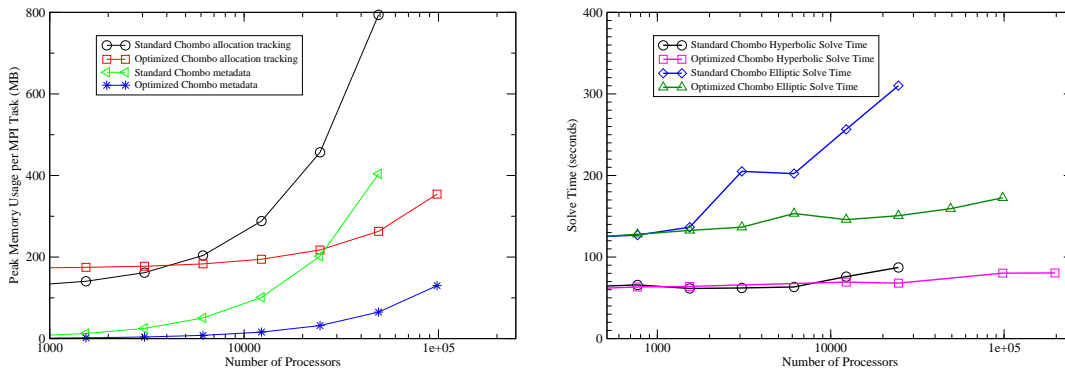 800
600
400
200
0
Peak Memory Usage per MPI Task (MB)
Standard Chombo allocation tracking
Optimized Chombo allocation tracking
Standard Chombo metadata
Optimized Chombo metadata
1000
10000
1e+05
Number of Processors
400
300
200
100
0
Solve Time (seconds)
Standard Chombo Hyperbolic Solve Time
Optimized Chombo Hyperbolic Solve Time
Standard Chombo Elliptic Solve Time
Optimized Chombo Elliptic Solve Time
1000
10000
1e+05
Number of Processors